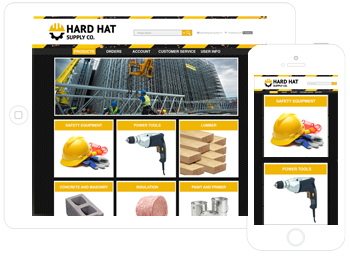 HARD HAT
SUPPLY CO.
PRODUCTS ORDERS ACCOUNT CUSTOMER SERVICE USER INFO
SAFETY EQUIPMENT POWER TOOLS LUMBER
CONCRETE AND MASONRY INSULATION PAINT AND PRIMER
HARD HAT
SUPPLY CO.
SAFETY EQUIPMENT
POWER TOOLS